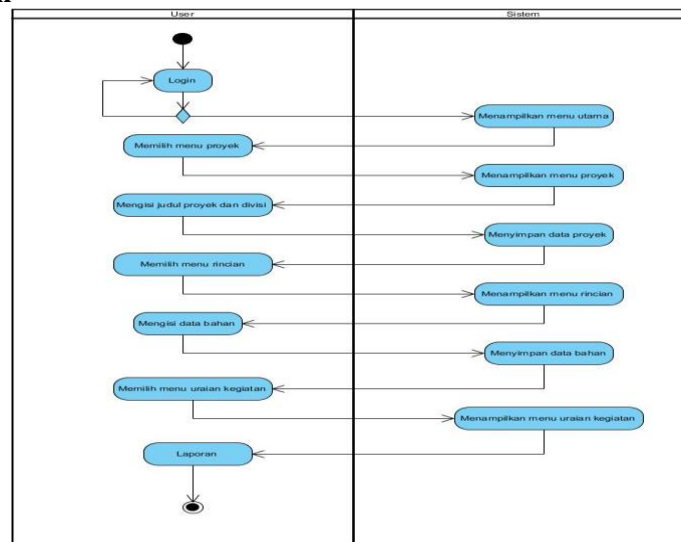 User
Sistem
Login
Menampilkan menu utama
Memilih menu proyek
Menampilkan menu proyek
Mengisi judul proyek dan divisi
Menyimpan data proyek
Memilih menu rincian
Menampilkan menu rincian
Mengisi data bahan
Menyimpan data bahan
Memilih menu uraian kegiatan
Menampilkan menu uraian kegiatan
Laporan